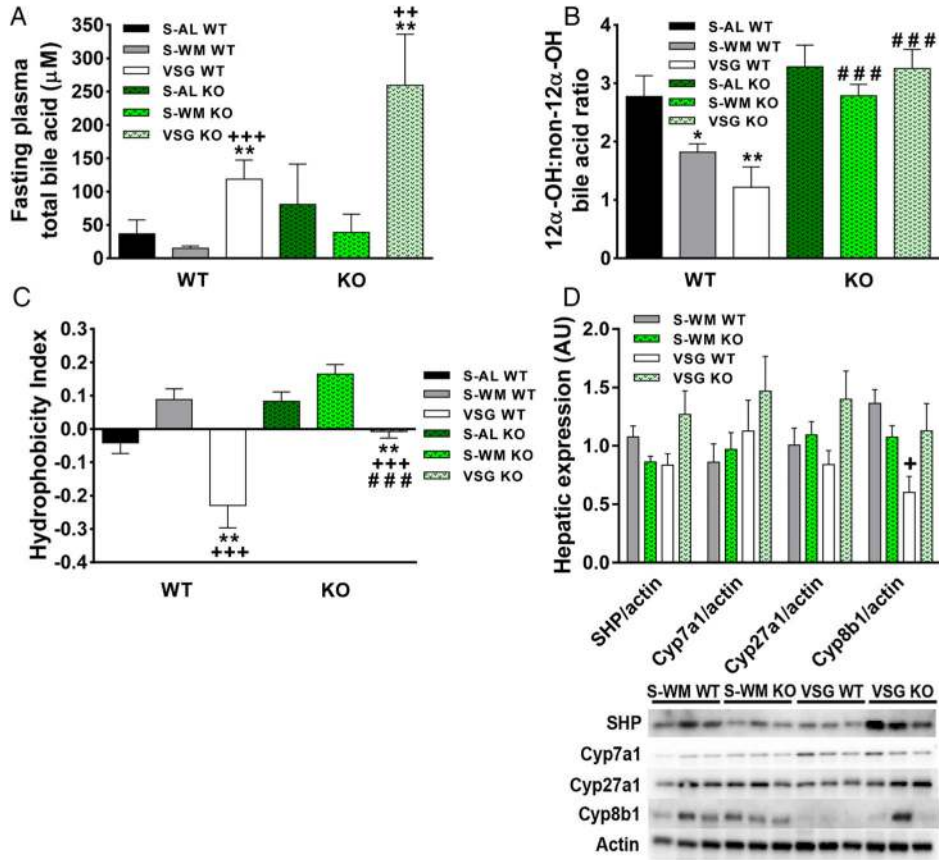 A
Fasting plasma
total bile acid (µM)
350
300
250
200
150
100
50
0
S-AL WT
S-WM WT
VSG WT
S-AL KO
S-WM KO
VSG KO
+++
**
++
**
WT
KO
B
12α-OH:non-12α-OH
bile acid ratio
4
3
2
1
0
S-AL WT
S-WM WT
VSG WT
S-AL KO
S-WM KO
VSG KO
*
**
###
###
WT
KO
C
Hydrophobicity Index
0.3
0.2
0.1
0.0
-0.1
-0.2
-0.3
-0.4
**
+++
**
+++
###
S-AL WT
S-WM WT
VSG WT
S-AL KO
S-WM KO
VSG KO
WT
KO
D
Hepatic expression (AU)
2.0
1.5
1.0
0.5
0.0
S-WM WT
S-WM KO
VSG WT
VSG KO
+
SHP/actin
Cyp7a1/actin
Cyp27a1/actin
Cyp8b1/actin
S-WM WT S-WM KO VSG WT VSG KO
SHP
Cyp7a1
Cyp27a1
Cyp8b1
Actin